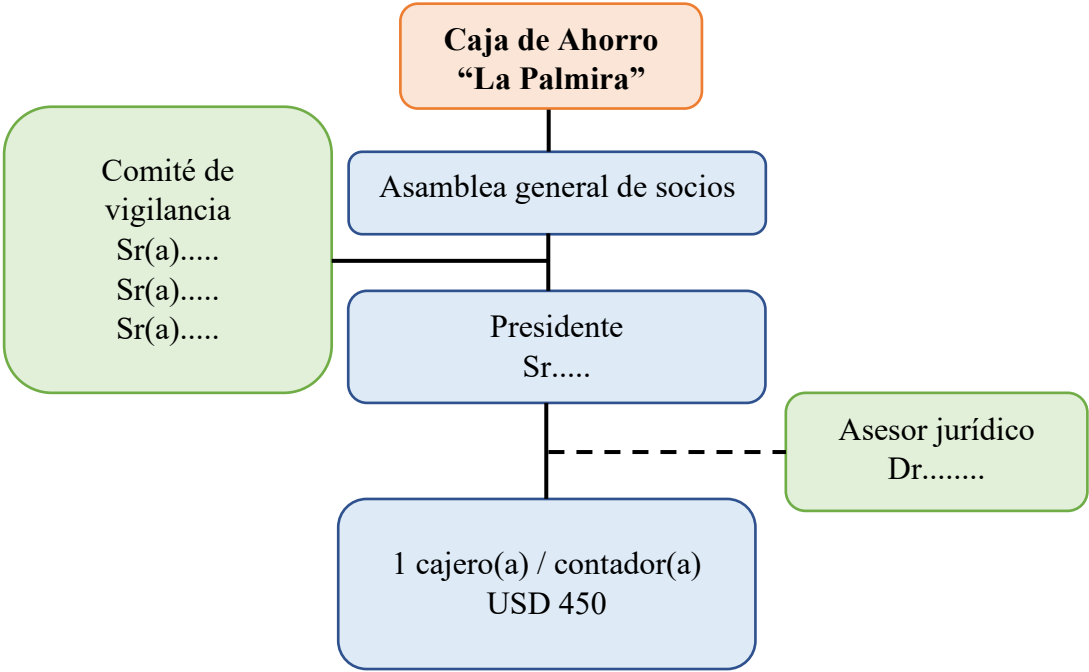 Caja de Ahorro
“La Palmira”
Asamblea general de socios
Comité de
vigilancia
Sr(a).....
Sr(a).....
Sr(a).....
Presidente
Sr.....
Asesor jurídico
Dr........
1 cajero(a) / contador(a)
USD 450